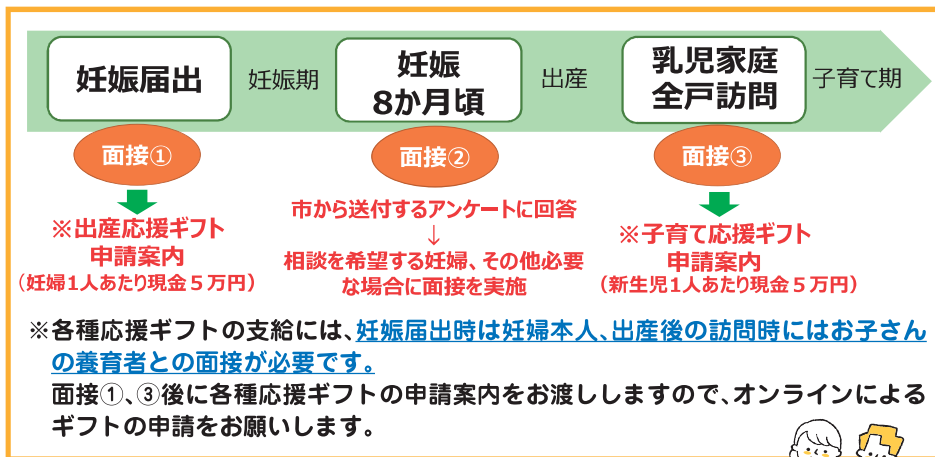 妊娠届出
妊娠期
妊娠
8か月頃
出産
乳児家庭
全戸訪問
子育て期
面接①
面接②
面接③
※出産応援ギフト
申請案内
(妊婦1人あたり現金5万円)
市から送付するアンケートに回答
↓
相談を希望する妊婦、その他必要
な場合に面接を実施
※子育て応援ギフト
申請案内
(新生児1人あたり現金5万円)
※各種応援ギフトの支給には、妊娠届出時は妊婦本人、出産後の訪問時にはお子さん
の養育者との面接が必要です。
面接①、③後に各種応援ギフトの申請案内をお渡ししますので、オンラインによる
ギフトの申請をお願いします。